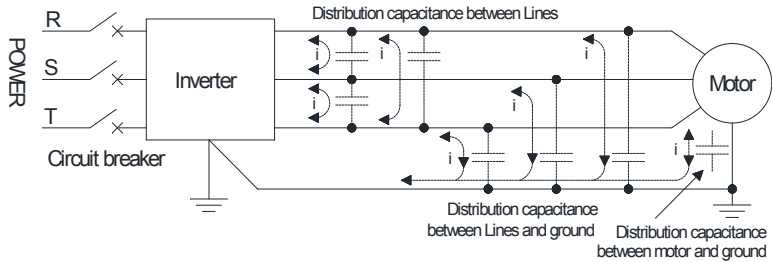 Distribution capacitance between Lines
R
S
T
POWER
Inverter
Motor
i
i
i
i
i
i
i
i
Circuit breaker
Distribution capacitance
between Lines and ground
Distribution capacitance
between motor and ground